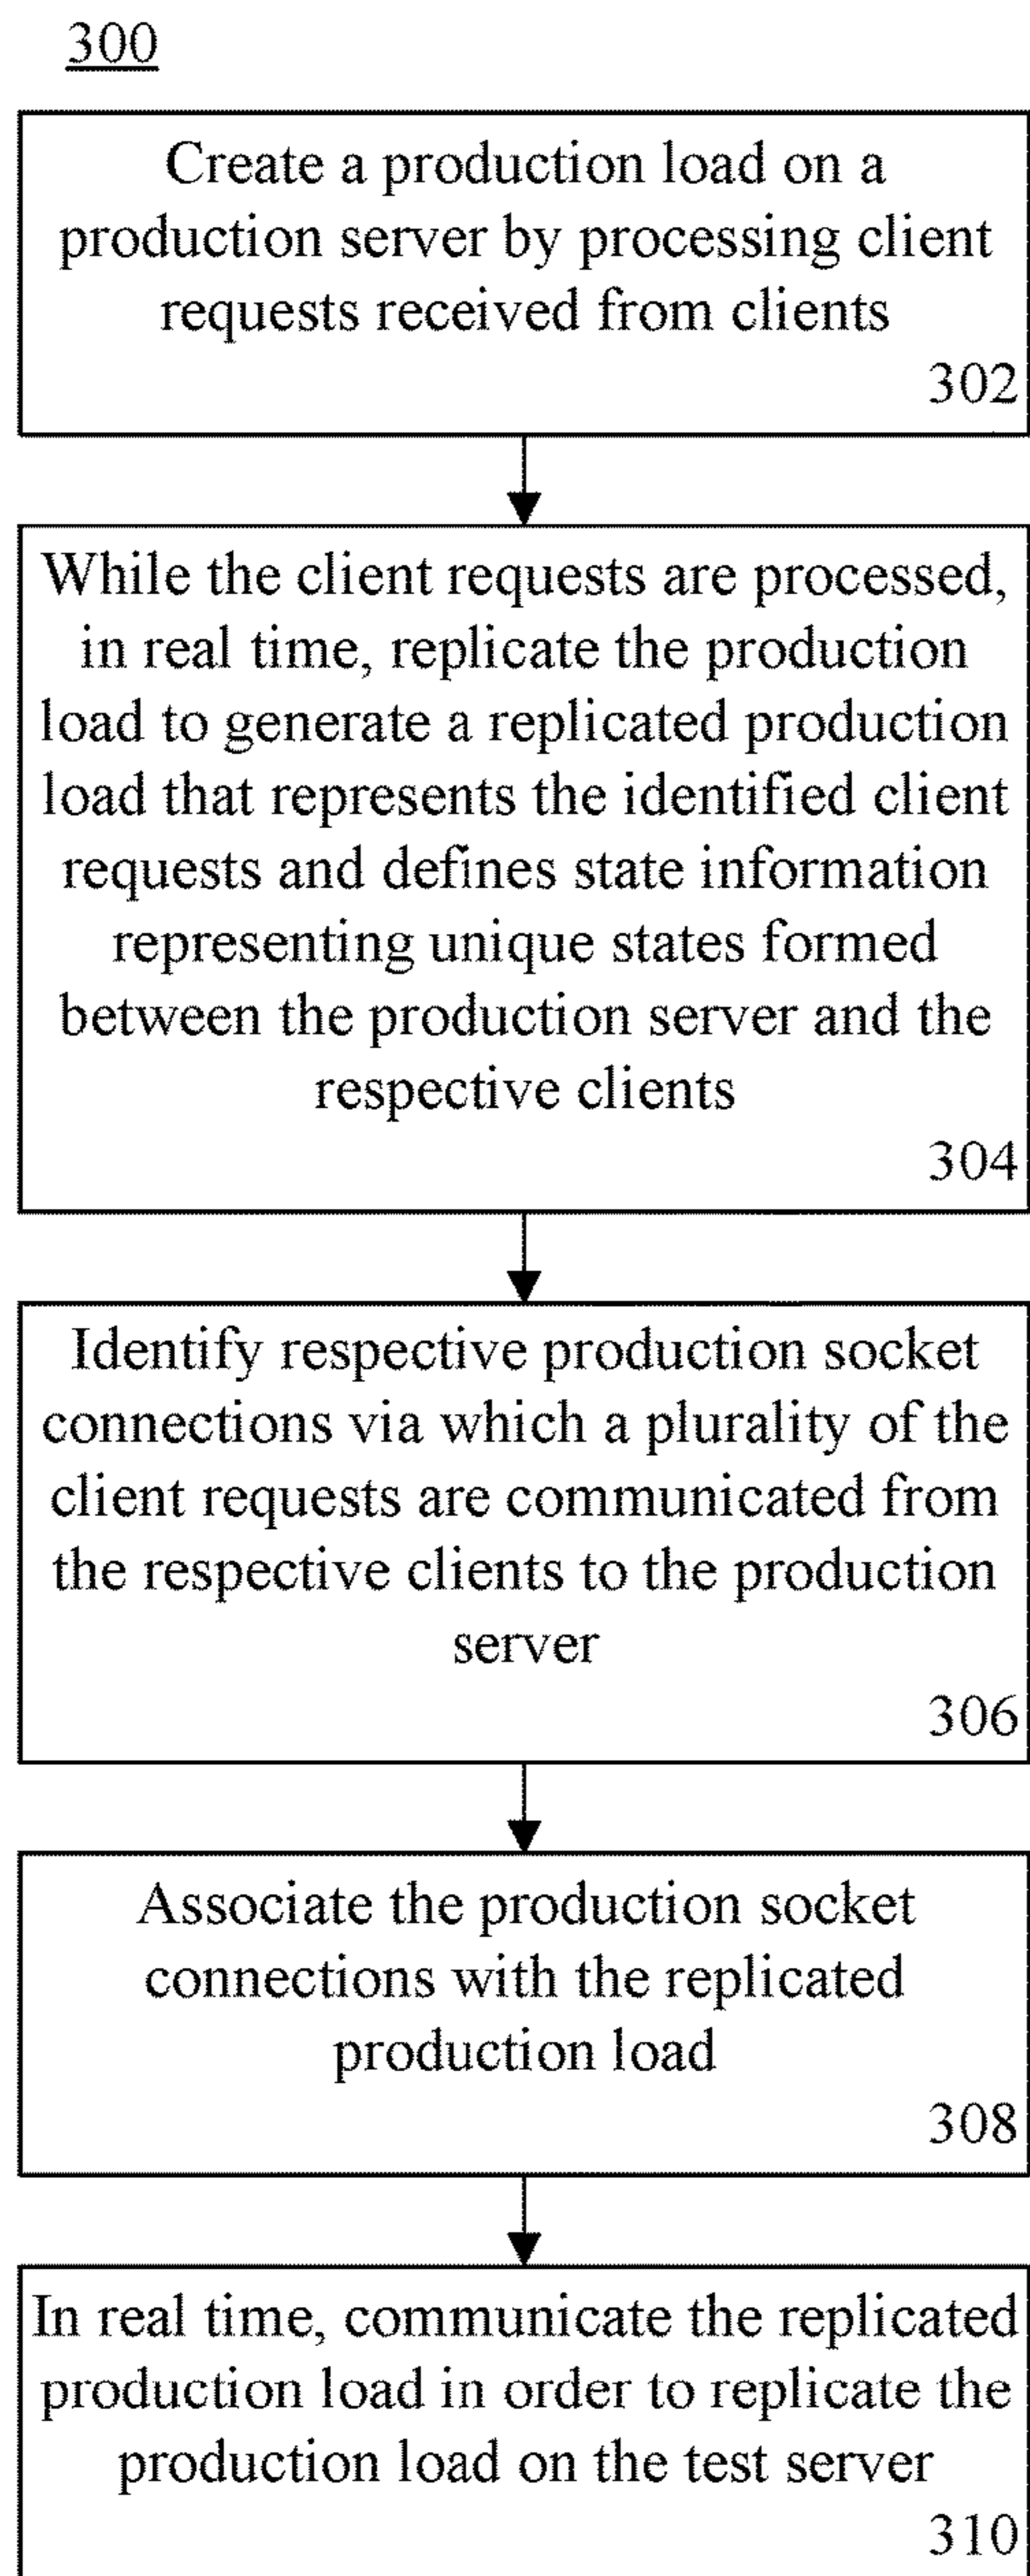 300
Create a production load on a
production server by processing client
requests received from clients
302
While the client requests are processed,
in real time, replicate the production
load to generate a replicated production
load that represents the identified client
requests and defines state information
representing unique states formed
between the production server and the
respective clients
304
Identify respective production socket
connections via which a plurality of the
client requests are communicated from
the respective clients to the production
server
306
Associate the production socket
connections with the replicated
production load
308
In real time, communicate the replicated
production load in order to replicate the
production load on the test server
310